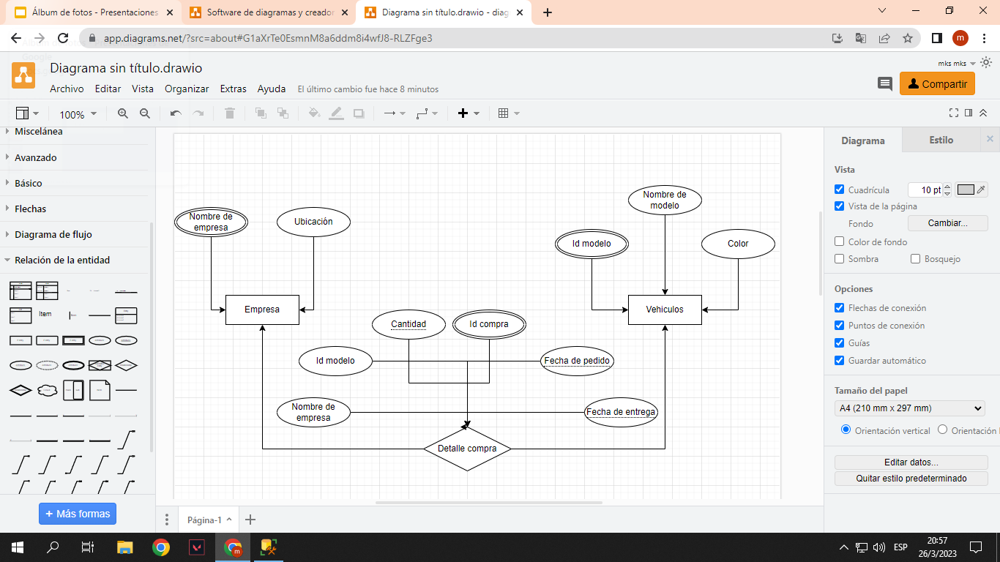 Álbum de fotos - Presentaciones
Software de diagramas y creador
Diagrama sin título.drawio - diag
app.diagrams.net/?src=about#G1aXrTe0EsmnM8a6ddm8i4wfJ8-RLZFge3
m
Diagrama sin título.drawio
mks mks
Archivo Editar Vista Organizar Extras Ayuda El último cambio fue hace 8 minutos
Compartir
100%
Miscelánea
Avanzado
Básico
Flechas
Diagrama de flujo
Relación de la entidad
Item
+ Más formas
Nombre de
empresa
Ubicación
Nombre de
modelo
Id modelo
Color
Empresa
Vehiculos
Cantidad
Id compra
Id modelo
Fecha de pedido
Nombre de
empresa
Fecha de entrega
Detalle compra
Página-1
Diagrama Estilo
Vista
Cuadrícula 10 pt
Vista de la página
Fondo Cambiar...
Color de fondo
Sombra Bosquejo
Opciones
Flechas de conexión
Puntos de conexión
Guías
Guardar automático
Tamaño del papel
A4 (210 mm x 297 mm)
Orientación vertical Orientación
Editar datos...
Quitar estilo predeterminado
m
ESP
20:57
26/3/2023